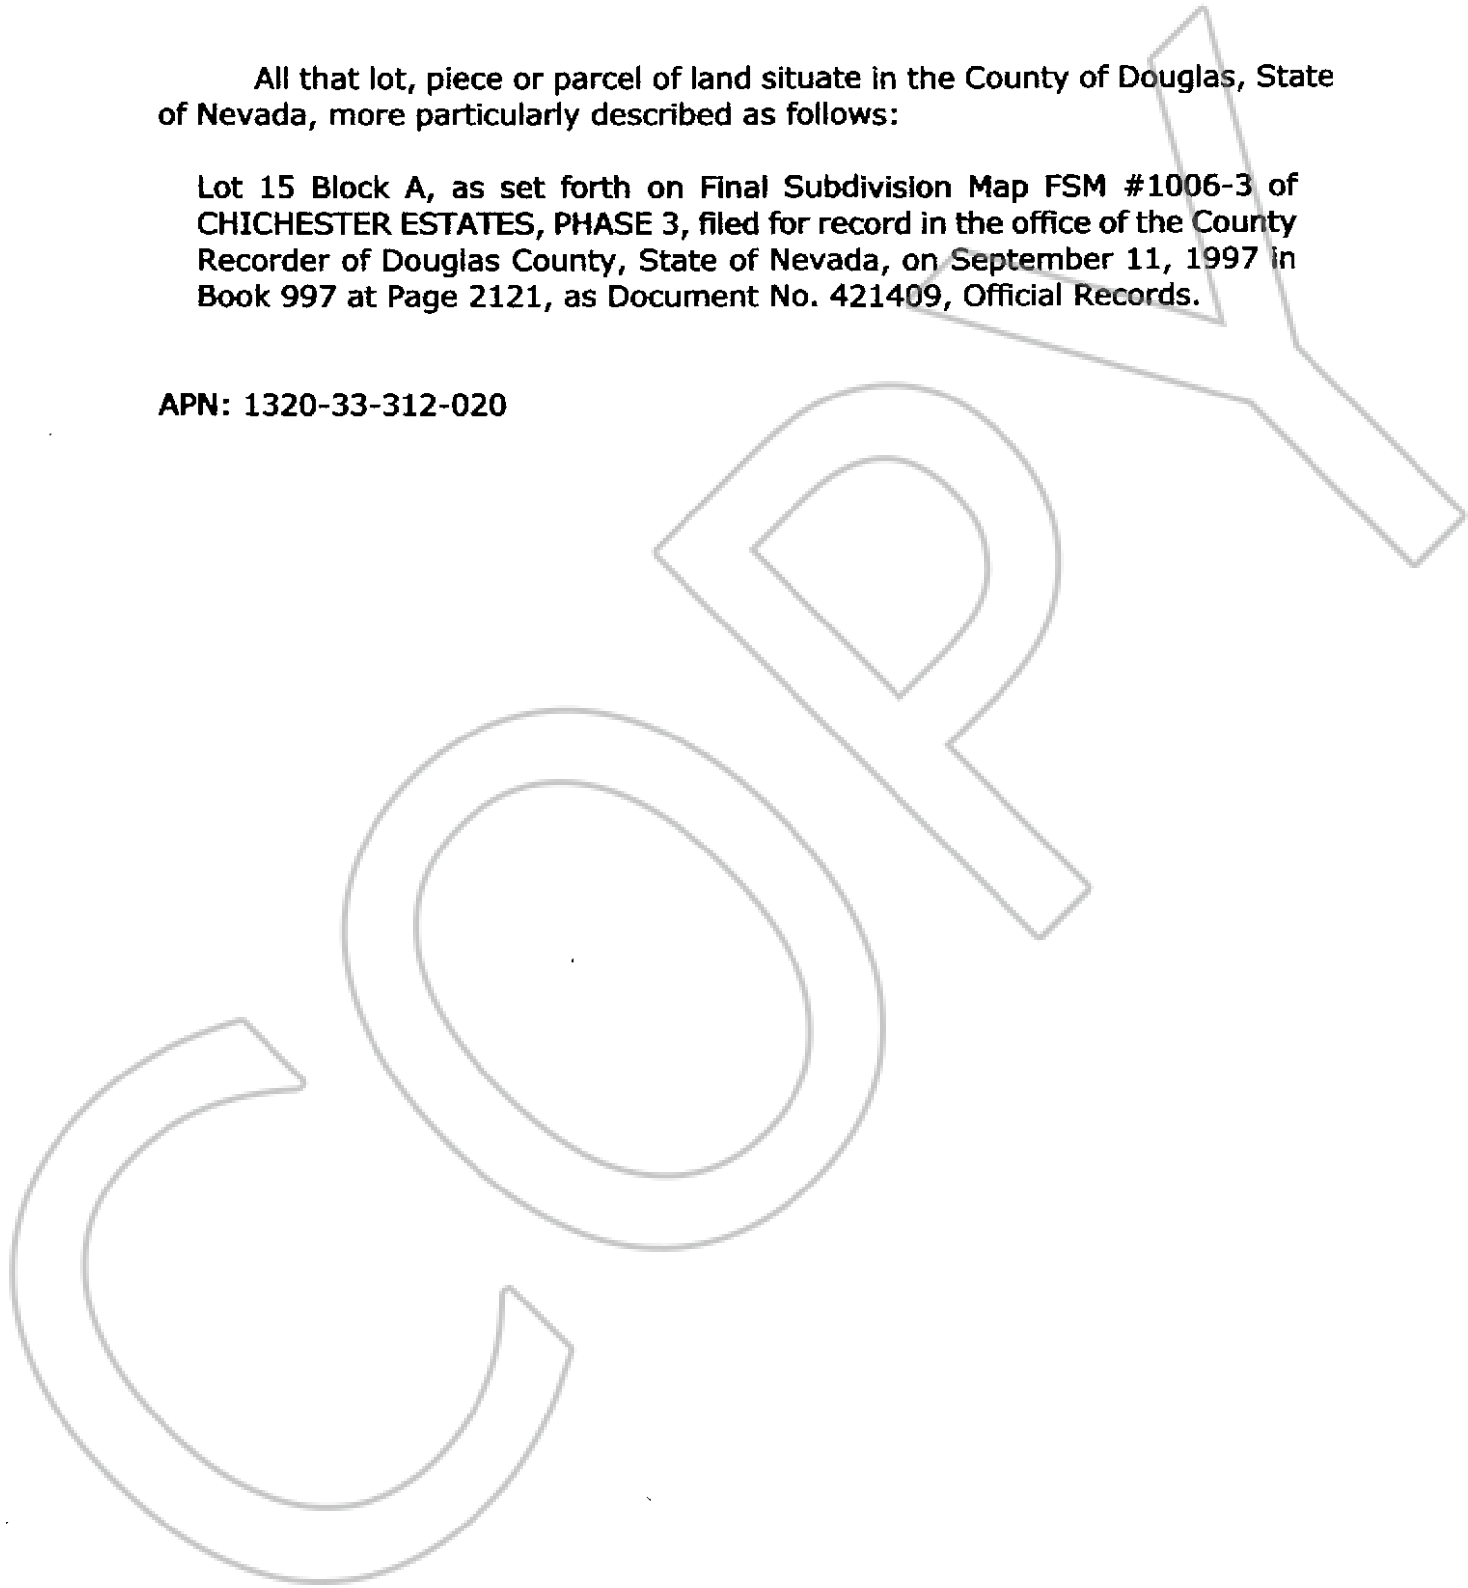 All that lot, piece or parcel of land situate in the County of Douglas, State
of Nevada, more particularly described as follows:
Lot 15 Block A, as set forth on Final Subdivision Map FSM #1006-3 of
CHICHESTER ESTATES, PHASE 3, filed for record in the office of the County
Recorder of Douglas County, State of Nevada, on September 11, 1997 in
Book 997 at Page 2121, as Document No. 421409, Official Records.
APN: 1320-33-312-020
COPY